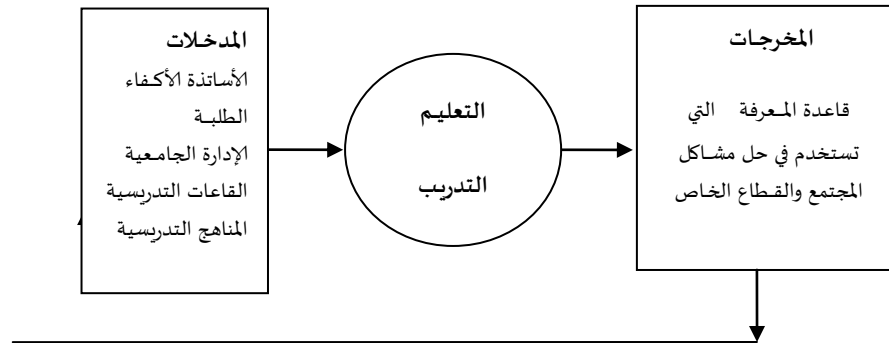 المدخلات
الأساتذة الأكفاء
الطلبة
الإدارة الجامعية
القاعات التدريسية
المناهج التدريسية
التعليم
التدريب
المخرجات
قاعدة المعرفة التي
تستخدم في حل مشاكل
المجتمع والقطاع الخاص